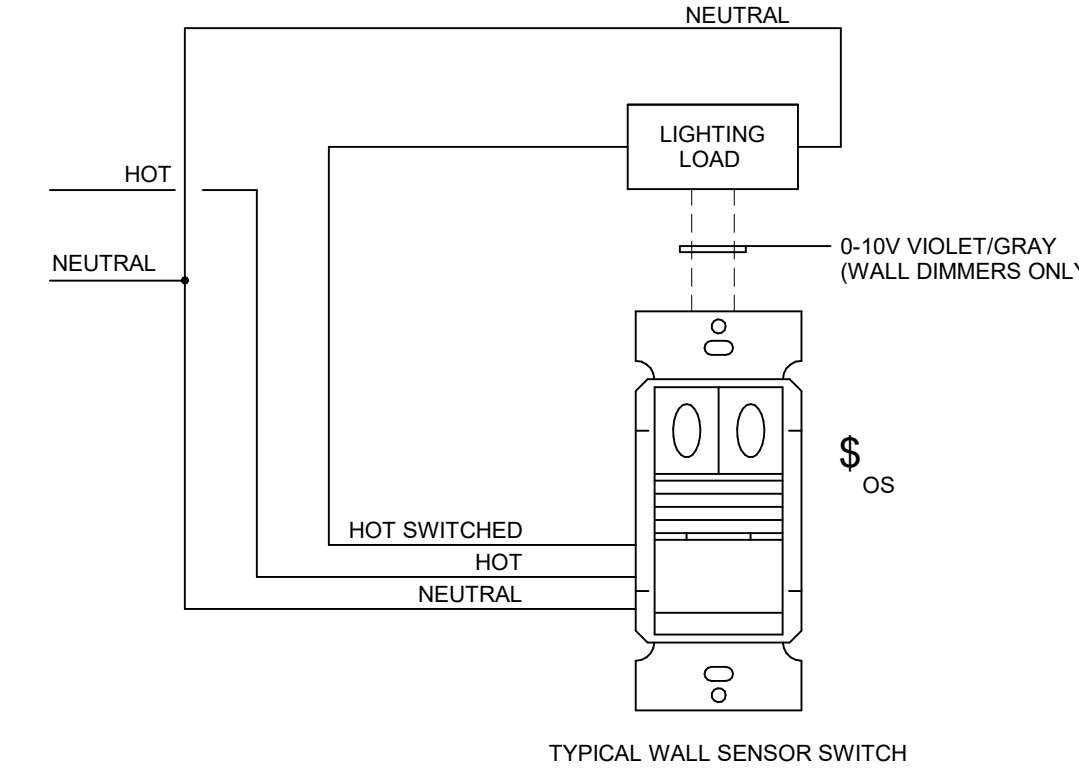 NEUTRAL
LIGHTING
LOAD
HOT
NEUTRAL
0-10V VIOLET/GRAY
(WALL DIMMERS ONLY
$
OS
HOT SWITCHED
HOT
NEUTRAL
TYPICAL WALL SENSOR SWITCH